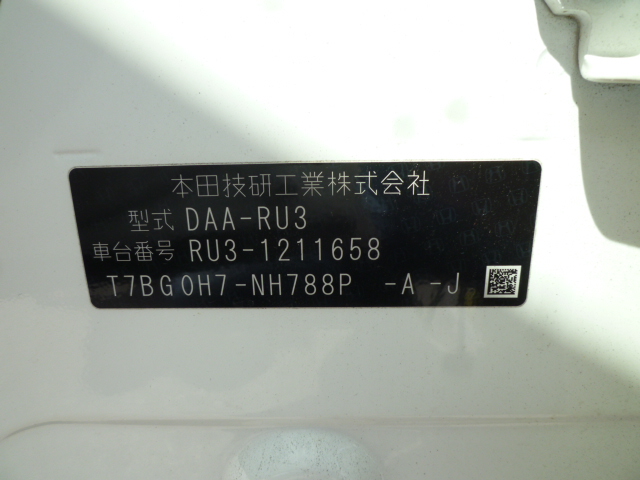 本田技研工業株式会社
型式 DAA-RU3
車台番号 RU3-1211658
T7BG0H7-NH788P -A -J